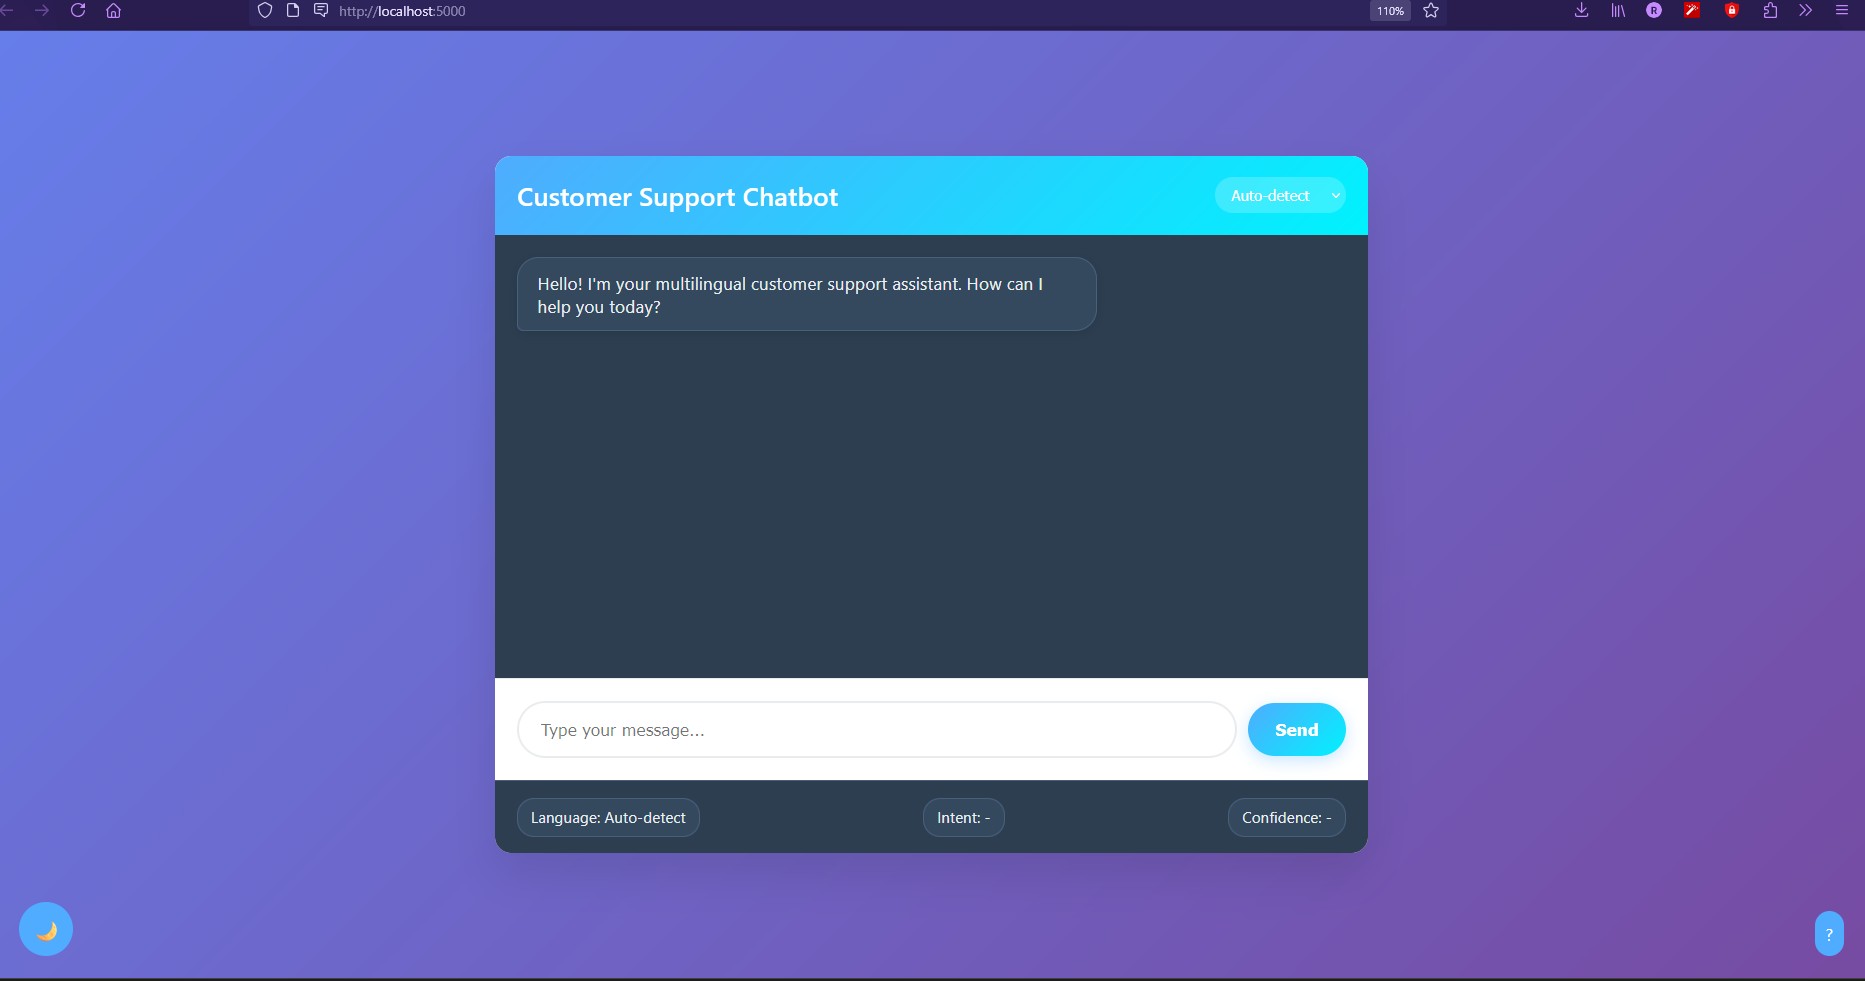 http://localhost:5000
110%
R
Customer Support Chatbot
Auto-detect
Hello! I'm your multilingual customer support assistant. How can I
help you today?
Type your message...
Send
Language: Auto-detect
Intent: -
Confidence: -
?